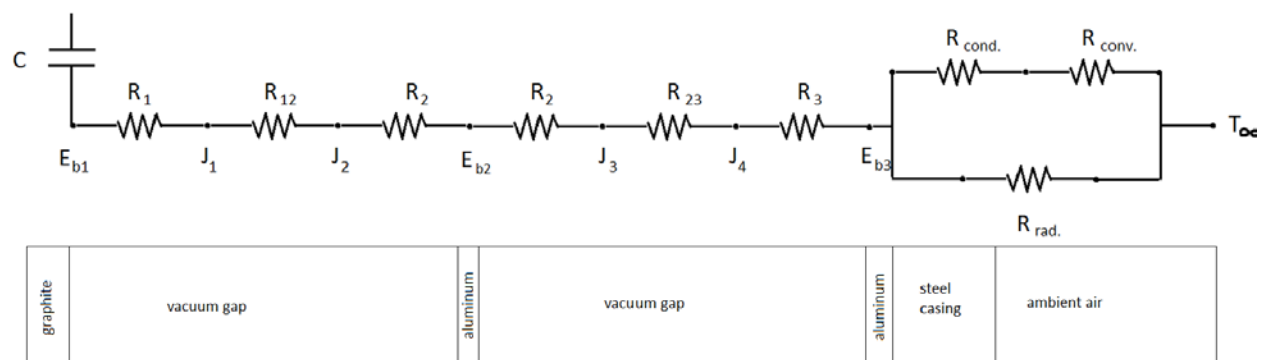 R cond. R conv.
C
R 1 R 12 R 2 R 2 R 23 R 3
T∞
E b1 J 1 J 2 E b2 J 3 J 4 E b3
R rad.
graphite
vacuum gap
aluminum
vacuum gap
aluminum
steel
casing
ambient air